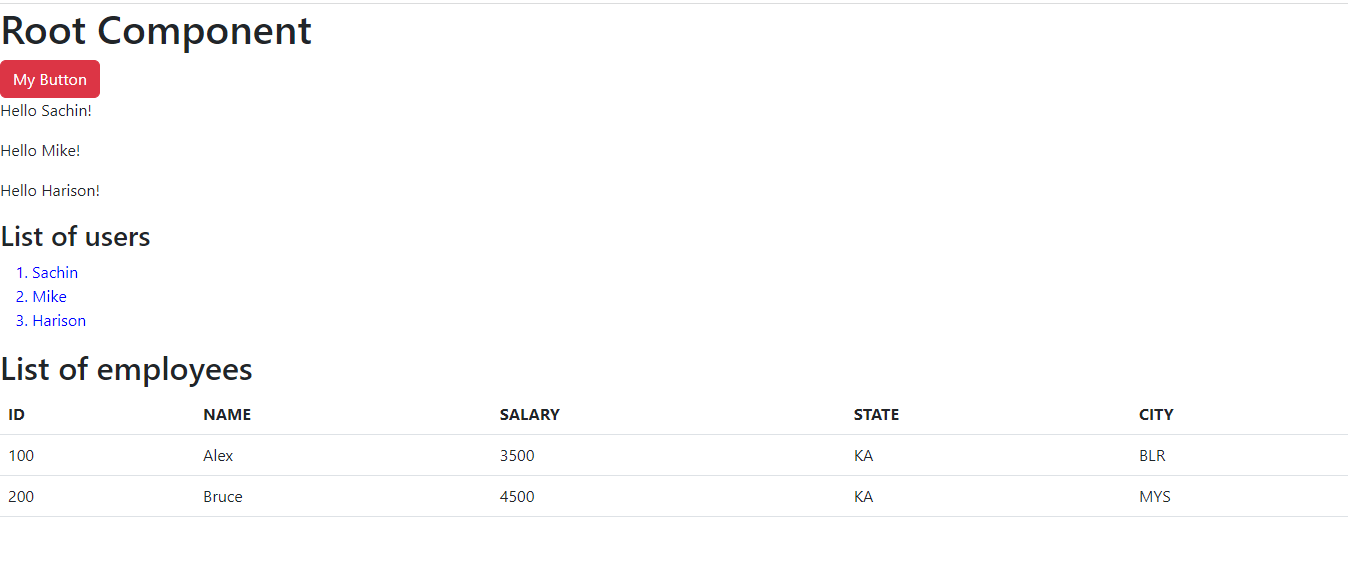 Root Component
My Button
Hello Sachin!
Hello Mike!
Hello Harison!
List of users
1. Sachin
2. Mike
3. Harison
List of employees
ID NAME SALARY STATE CITY
100 Alex 3500 KA BLR
200 Bruce 4500 KA MYS